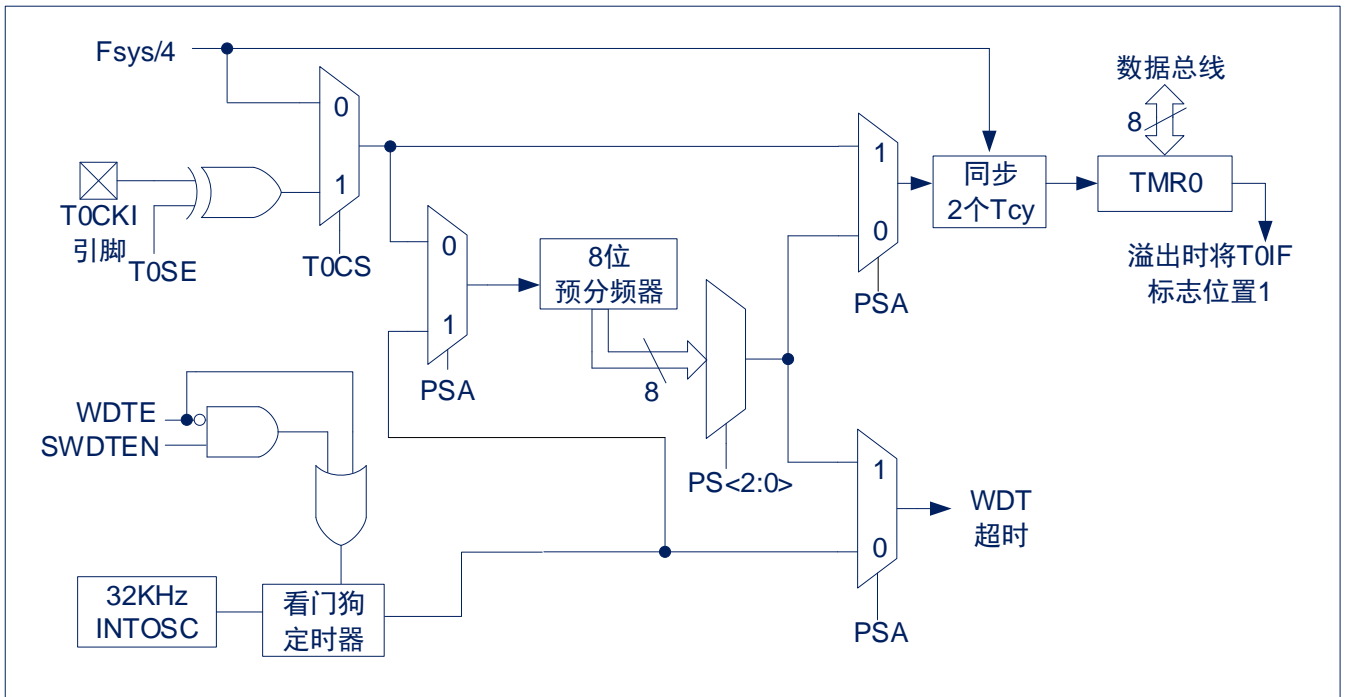 Fsys/4
数据总线
8
0
1
T0CKI
引脚
T0SE
T0CS
1
0
PSA
同步
2个Tcy
TMR0
溢出时将T0IF
标志位置1
0
1
PSA
8位
预分频器
8
PS<2:0>
WDTE
SWDTEN
1
0
PSA
WDT
超时
32KHz
INTOSC
看门狗
定时器